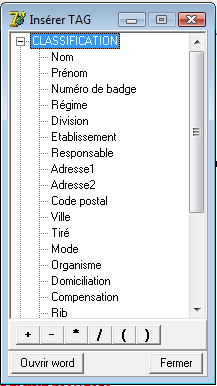 Insérer TAG
CLASSIFICATION
Nom
Prénom
Numéro de badge
Régime
Division
Etablissement
Responsable
Adresse1
Adresse2
Code postal
Ville
Tiré
Mode
Organisme
Domiciliation
Compensation
Rib
+ - * / ( )
Ouvrir word Fermer